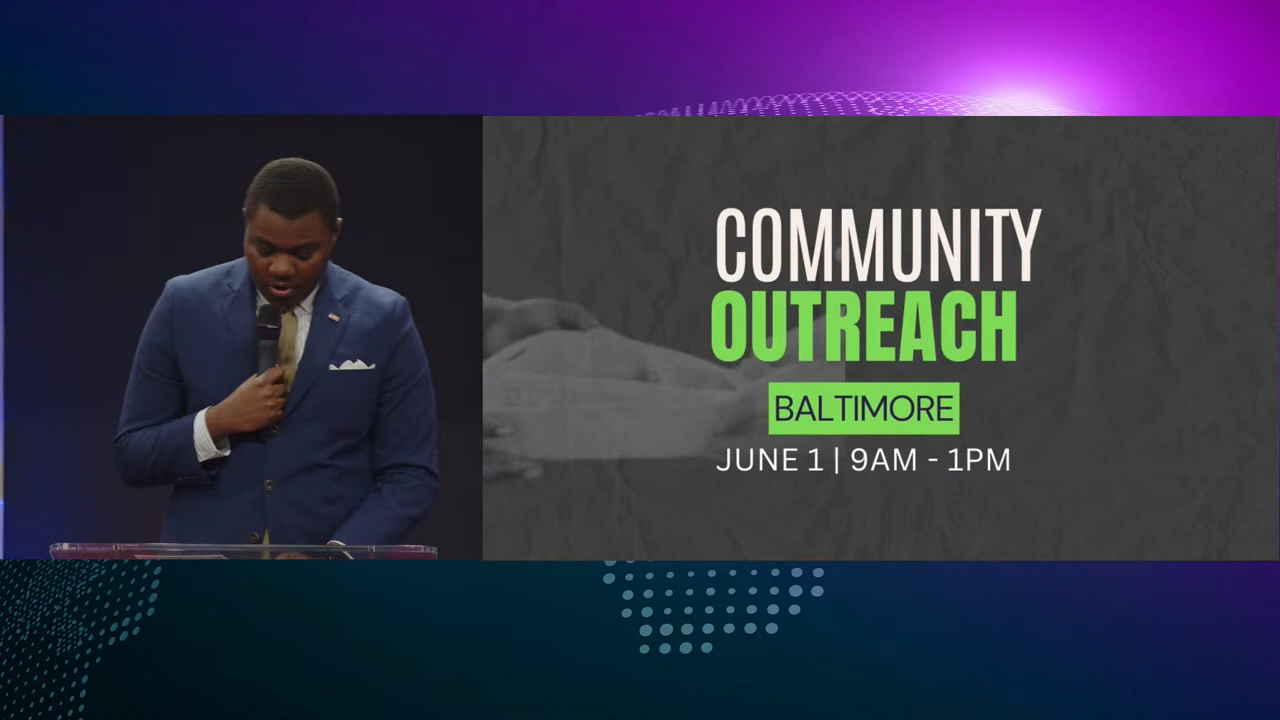 COMMUNITY
OUTREACH
BALTIMORE
JUNE 1 | 9AM - 1PM